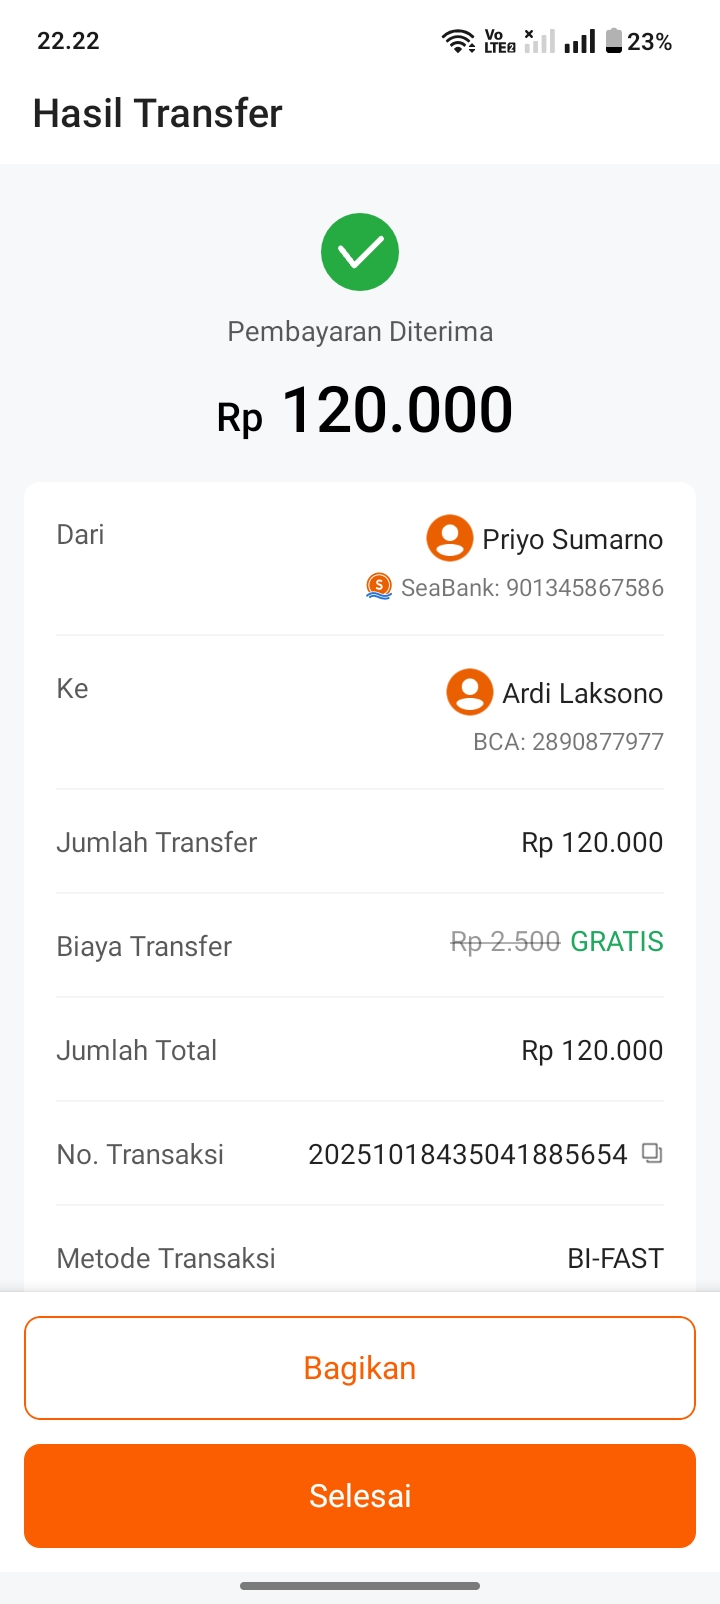 22.22
Vo LTE2 23%
Hasil Transfer
Pembayaran Diterima
Rp 120.000
Dari Priyo Sumarno
S SeaBank: 901345867586
Ke Ardi Laksono
BCA: 2890877977
Jumlah Transfer Rp 120.000
Biaya Transfer Rp 2.500 GRATIS
Jumlah Total Rp 120.000
No. Transaksi 20251018435041885654
Metode Transaksi BI-FAST
Bagikan
Selesai